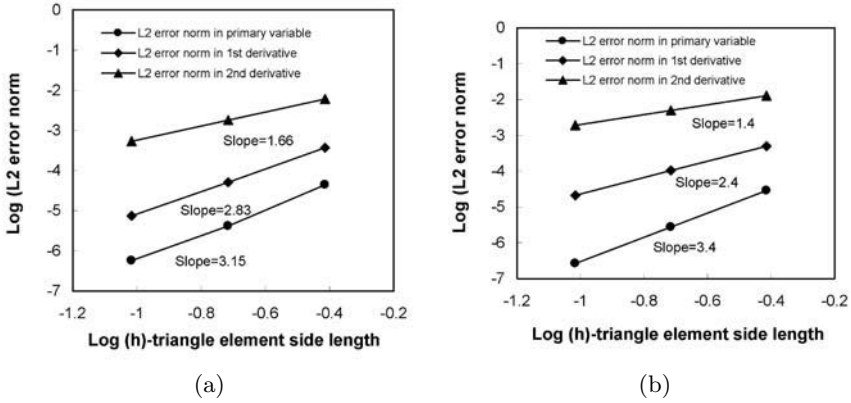 0
-1
-2
-3
-4
-5
-6
-7
-1.2
-1
-0.8
-0.6
-0.4
-0.2
Log (L2 error norm
Log (h)-triangle element side length
L2 error norm in primary variable
L2 error norm in 1st derivative
L2 error norm in 2nd derivative
Slope=1.66
Slope=2.83
Slope=3.15
(a)
0
-1
-2
-3
-4
-5
-6
-7
-1.2
-1
-0.8
-0.6
-0.4
-0.2
Log (L2 error norm
Log (h)-triangle element side length
L2 error norm in primary variable
L2 error norm in 1st derivative
L2 error norm in 2nd derivative
Slope=1.4
Slope=2.4
Slope=3.4
(b)